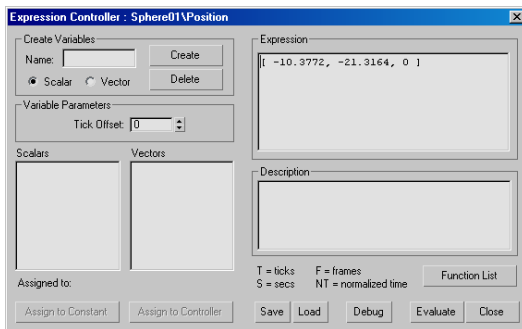 Expression Controller : Sphere01\Position
Create Variables
Name:
Create
Scalar
Vector
Delete
Variable Parameters
Tick Offset: 0
Scalars
Vectors
Assigned to:
Assign to Constant
Assign to Controller
Expression
[ -10.3772, -21.3164, 0 ]
Description
T = ticks
F = frames
S = secs
NT = normalized time
Function List
Save
Load
Debug
Evaluate
Close